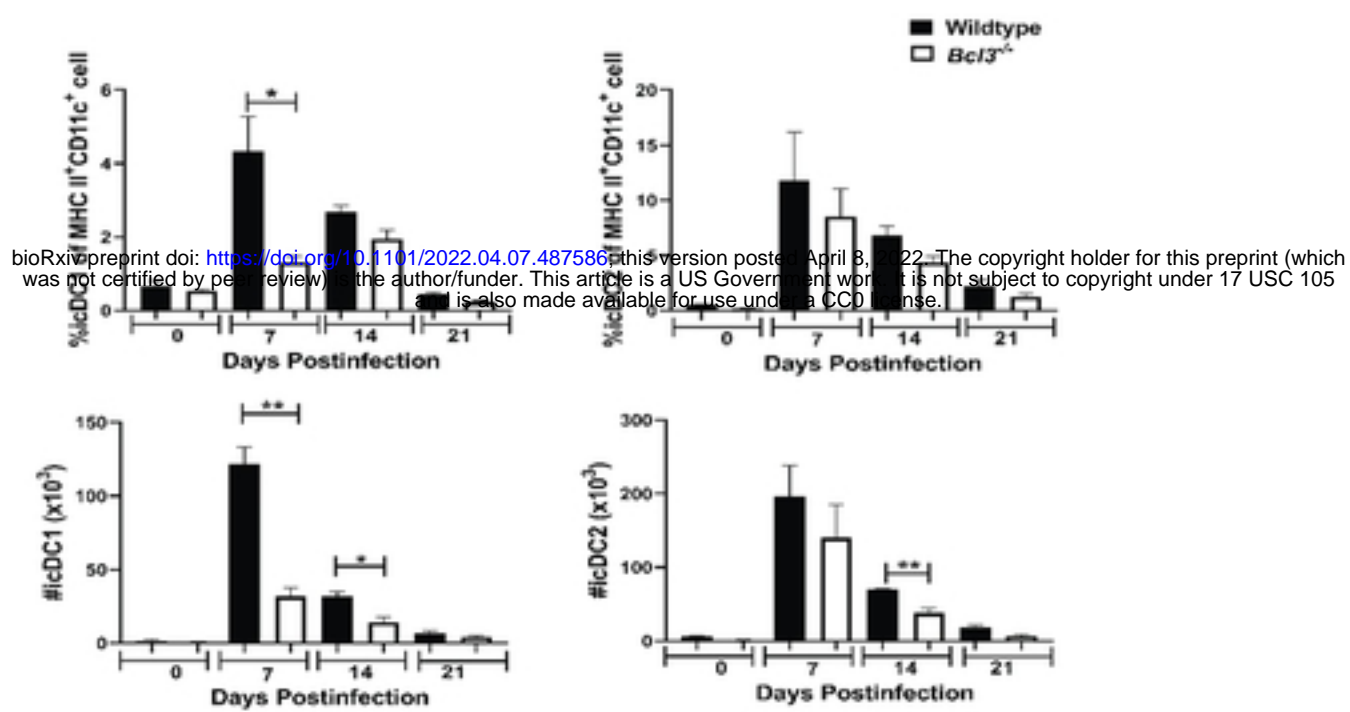 Wildtype
Bcl3-/-
%icDC1 of MHC II+CD11c+ cell
6
4
2
0
*
0 7 14 21
Days Postinfection
%icDC2 of MHC II+CD11c+ cell
20
15
10
5
0
0 7 14 21
Days Postinfection
bioRxiv preprint doi: https://doi.org/10.1101/2022.04.07.487586; this version posted April 8, 2022. The copyright holder for this preprint (which
was not certified by peer review) is the author/funder. This article is a US Government work. It is not subject to copyright under 17 USC 105
and is also made available for use under a CC0 license.
#icDC1 (x103)
150
100
50
0
**
*
0 7 14 21
Days Postinfection
#icDC2 (x103)
300
200
100
0
**
0 7 14 21
Days Postinfection